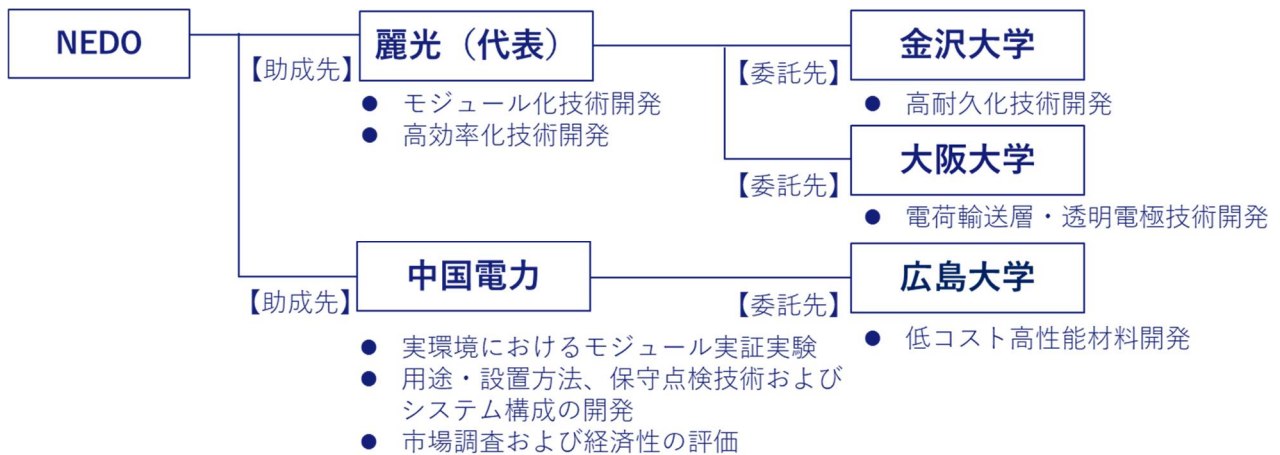 NEDO
【助成先】
麗光（代表）
● モジュール化技術開発
● 高効率化技術開発
【委託先】
金沢大学
● 高耐久化技術開発
【委託先】
大阪大学
● 電荷輸送層・透明電極技術開発
【助成先】
中国電力
● 実環境におけるモジュール実証実験
● 用途・設置方法、保守点検技術および
システム構成の開発
● 市場調査および経済性の評価
【委託先】
広島大学
● 低コスト高性能材料開発